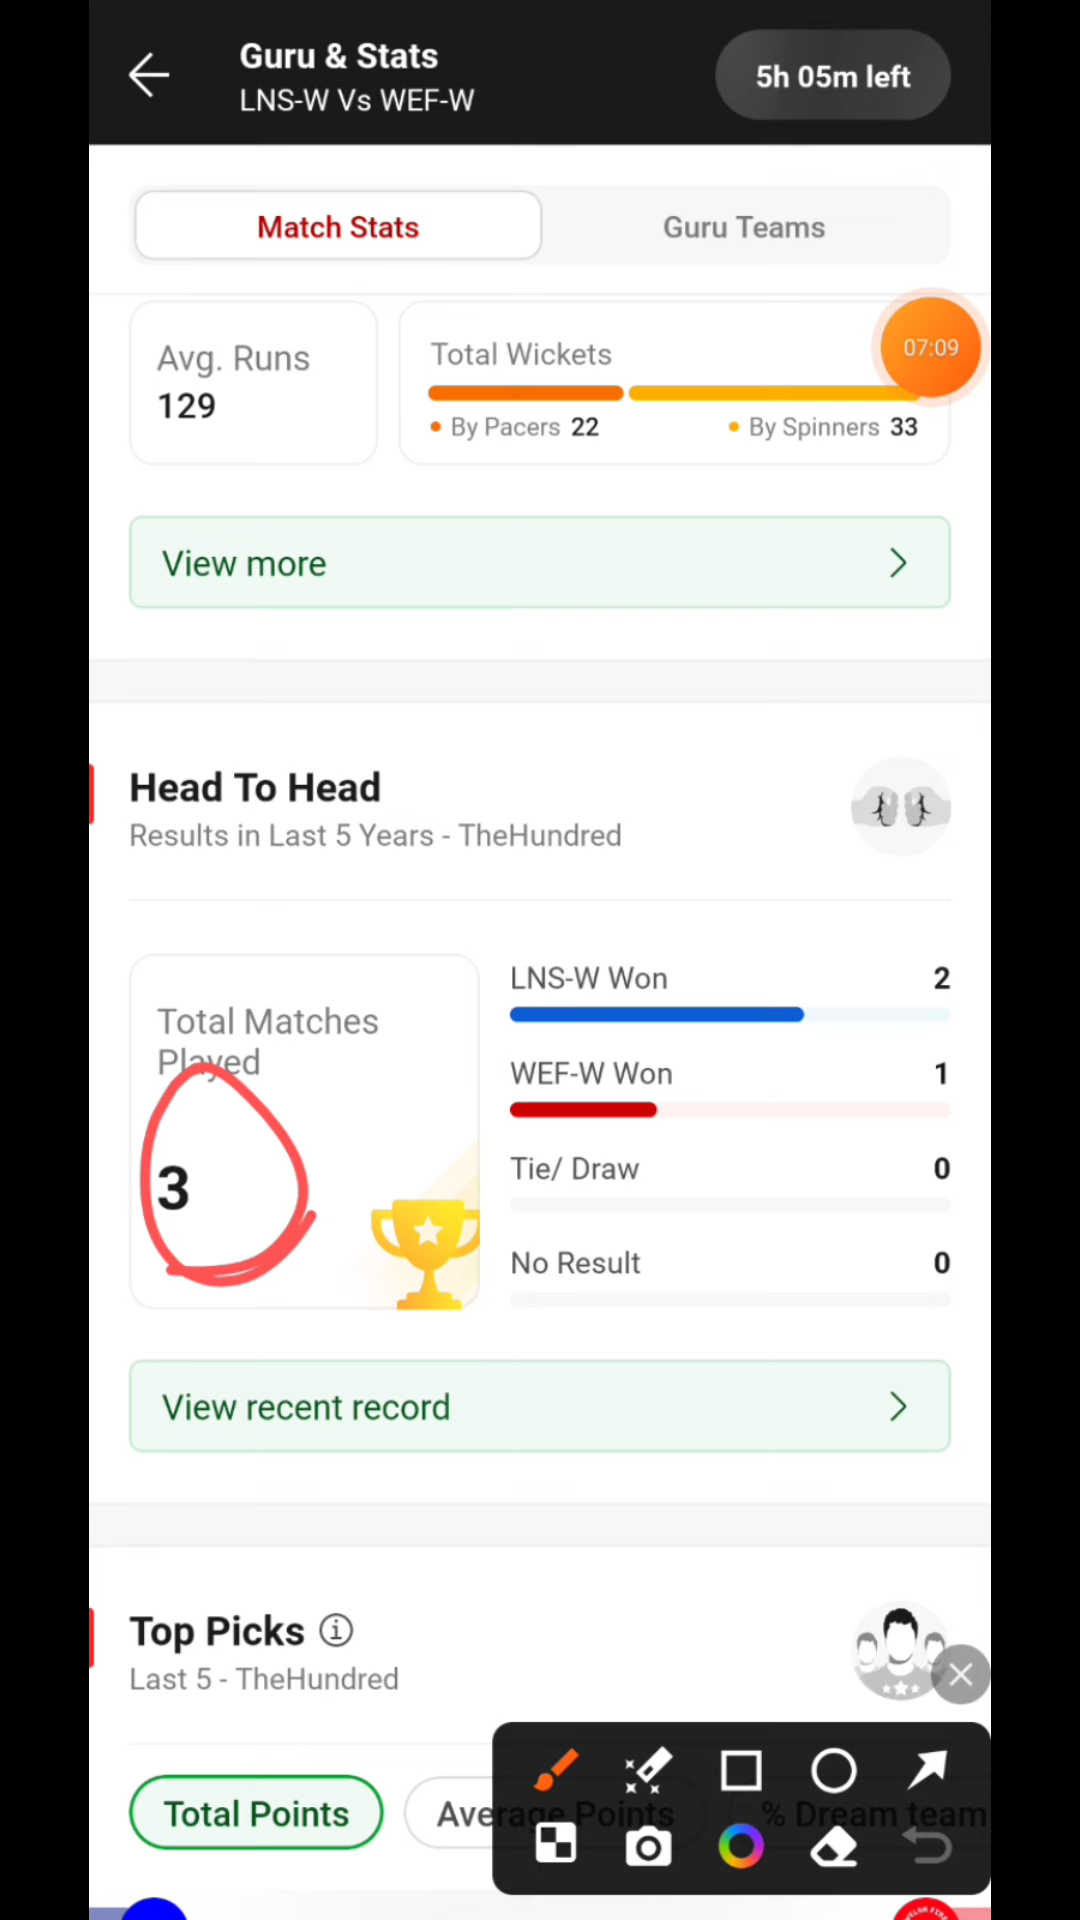 Guru & Stats
LNS-W Vs WEF-W
5h 05m left
Match Stats
Guru Teams
Avg. Runs
129
Total Wickets
By Pacers 22
By Spinners 33
07:09
View more
Head To Head
Results in Last 5 Years - TheHundred
Total Matches
Played
3
LNS-W Won 2
WEF-W Won 1
Tie/ Draw 0
No Result 0
View recent record
Top Picks
Last 5 - TheHundred
Total Points
Average Points
% Dream team